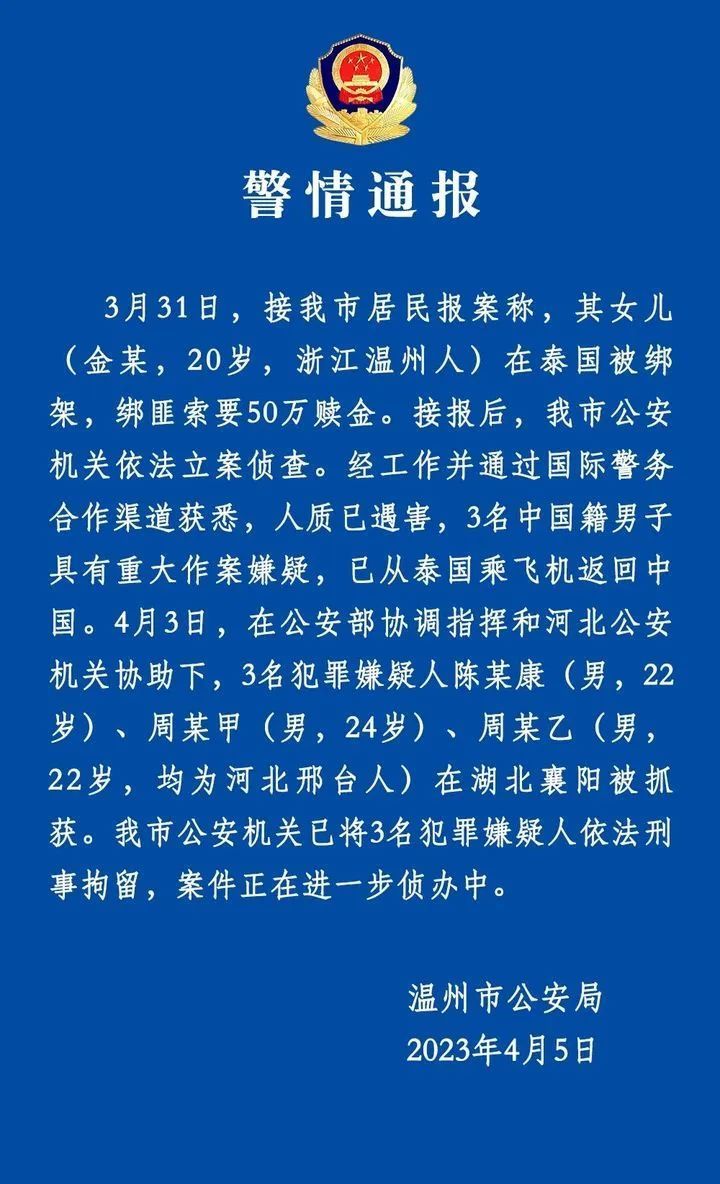 警情通报
3月31日，接我市居民报案称，其女儿
（金某，20岁，浙江温州人）在泰国被绑
架，绑匪索要50万赎金。接报后，我市公安
机关依法立案侦查。经工作并通过国际警务
合作渠道获悉，人质已遇害，3名中国籍男子
具有重大作案嫌疑，已从泰国乘飞机返回中
国。4月3日，在公安部协调指挥和河北公安
机关协助下，3名犯罪嫌疑人陈某康（男，22
岁）、周某甲（男，24岁）、周某乙（男，
22岁，均为河北邢台人）在湖北襄阳被抓
获。我市公安机关已将3名犯罪嫌疑人依法刑
事拘留，案件正在进一步侦办中。
温州市公安局
2023年4月5日